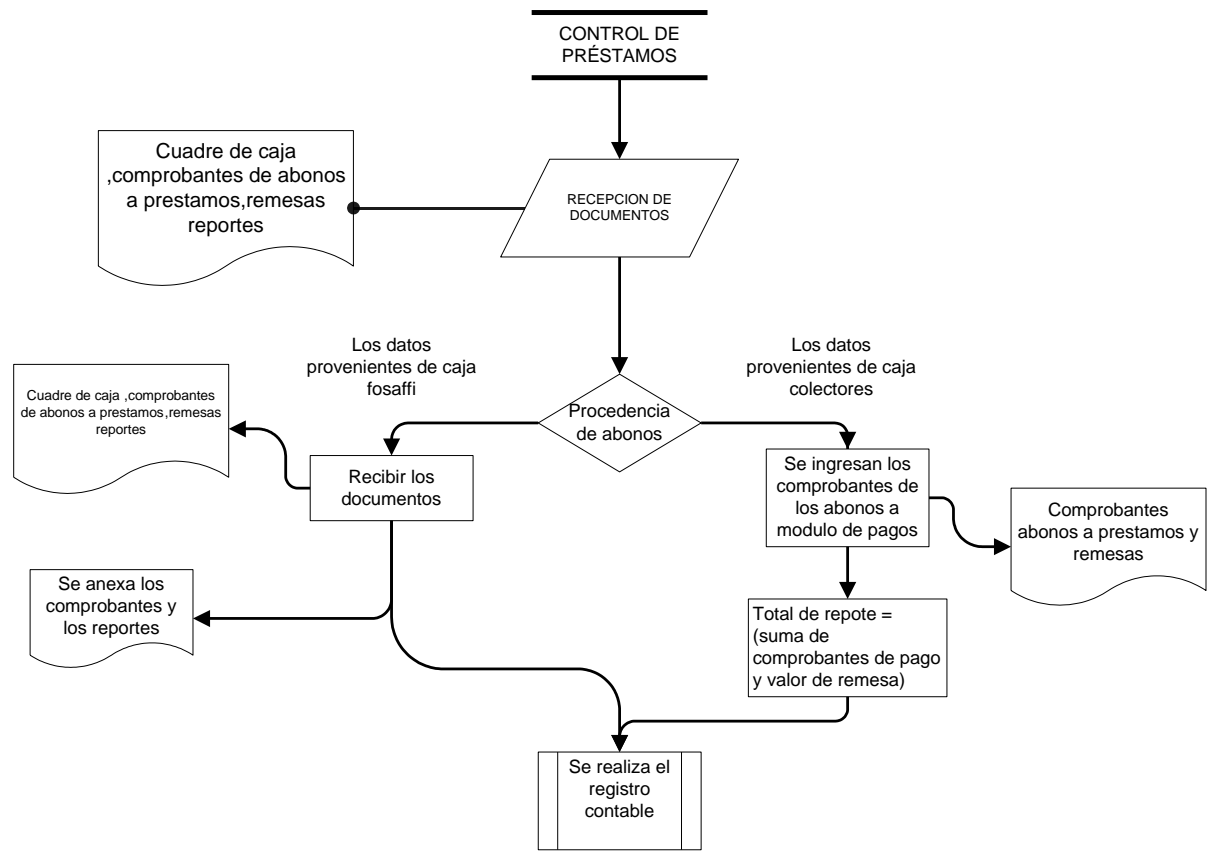 CONTROL DE
PRÉSTAMOS
Cuadre de caja
,comprobantes de abonos
a prestamos,remesas
reportes
RECEPCION DE
DOCUMENTOS
Los datos
provenientes de caja
fosaffi
Los datos
provenientes de caja
colectores
Cuadre de caja ,comprobantes
de abonos a prestamos,remesas
reportes
Procedencia
de abonos
Recibir los
documentos
Se ingresan los
comprobantes de
los abonos a
modulo de pagos
Comprobantes
abonos a prestamos y
remesas
Se anexa los
comprobantes y
los reportes
Total de repote =
(suma de
comprobantes de pago
y valor de remesa)
Se realiza el
registro
contable